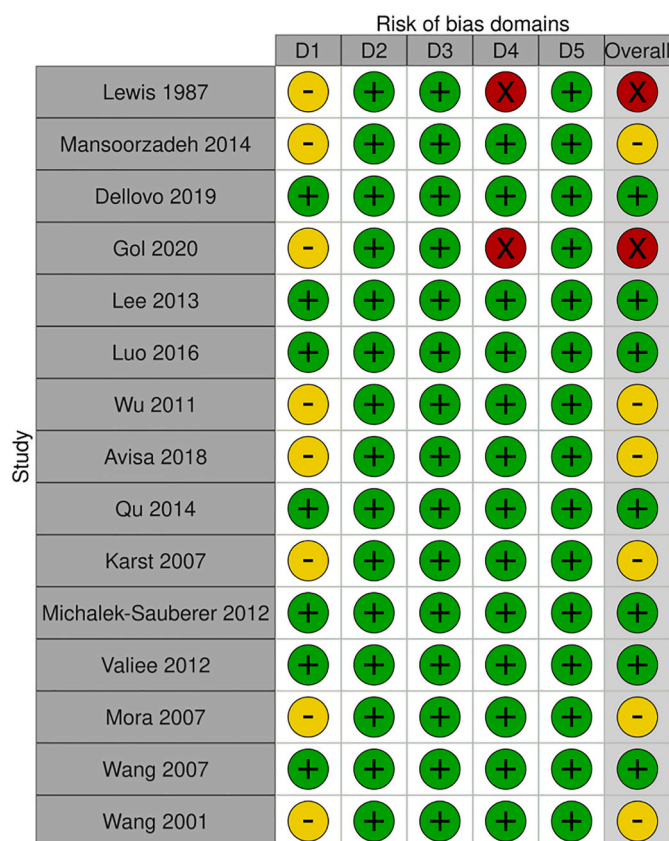 Risk of bias domains
D1 D2 D3 D4 D5 Overall
Lewis 1987 - + + X + X
Mansoorzadeh 2014 - + + + + -
Dellovo 2019 + + + + + +
Gol 2020 - + + X + X
Lee 2013 + + + + + +
Luo 2016 + + + + + +
Wu 2011 - + + + + -
Avisa 2018 - + + + + -
Qu 2014 + + + + + +
Karst 2007 - + + + + -
Michalek-Sauberer 2012 + + + + + +
Valiee 2012 + + + + + +
Mora 2007 - + + + + -
Wang 2007 + + + + + +
Wang 2001 - + + + + -
Study